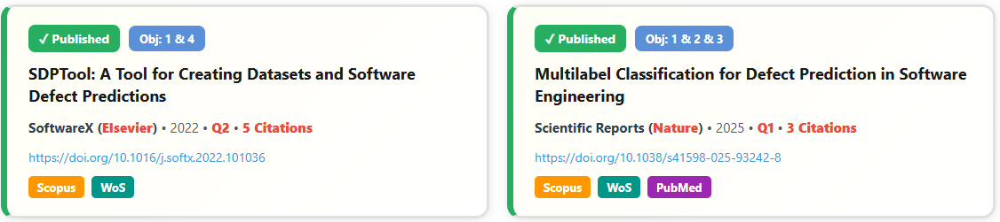 ✓ Published
Obj: 1 & 4
SDPTool: A Tool for Creating Datasets and Software
Defect Predictions
SoftwareX (Elsevier) • 2022 • Q2 • 5 Citations
https://doi.org/10.1016/j.softx.2022.101036
Scopus
WoS
✓ Published
Obj: 1 & 2 & 3
Multilabel Classification for Defect Prediction in Software
Engineering
Scientific Reports (Nature) • 2025 • Q1 • 3 Citations
https://doi.org/10.1038/s41598-025-93242-8
Scopus
WoS
PubMed